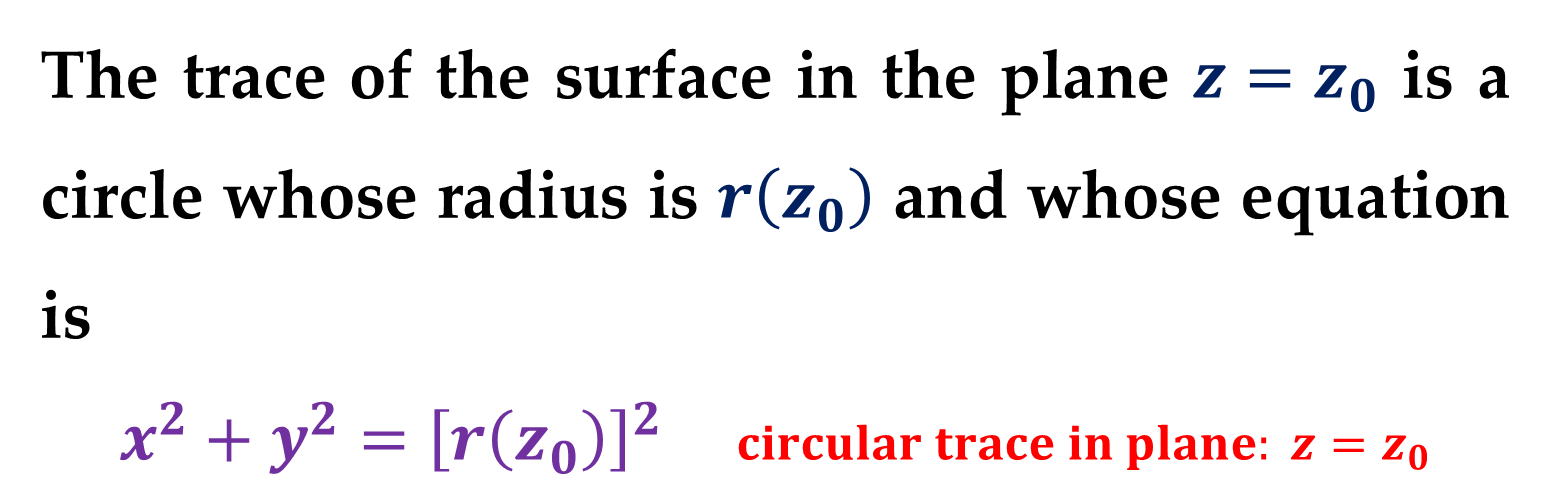 The trace of the surface in the plane z = z₀ is a
circle whose radius is r(z₀) and whose equation
is
x² + y² = [r(z₀)]² circular trace in plane: z = z₀